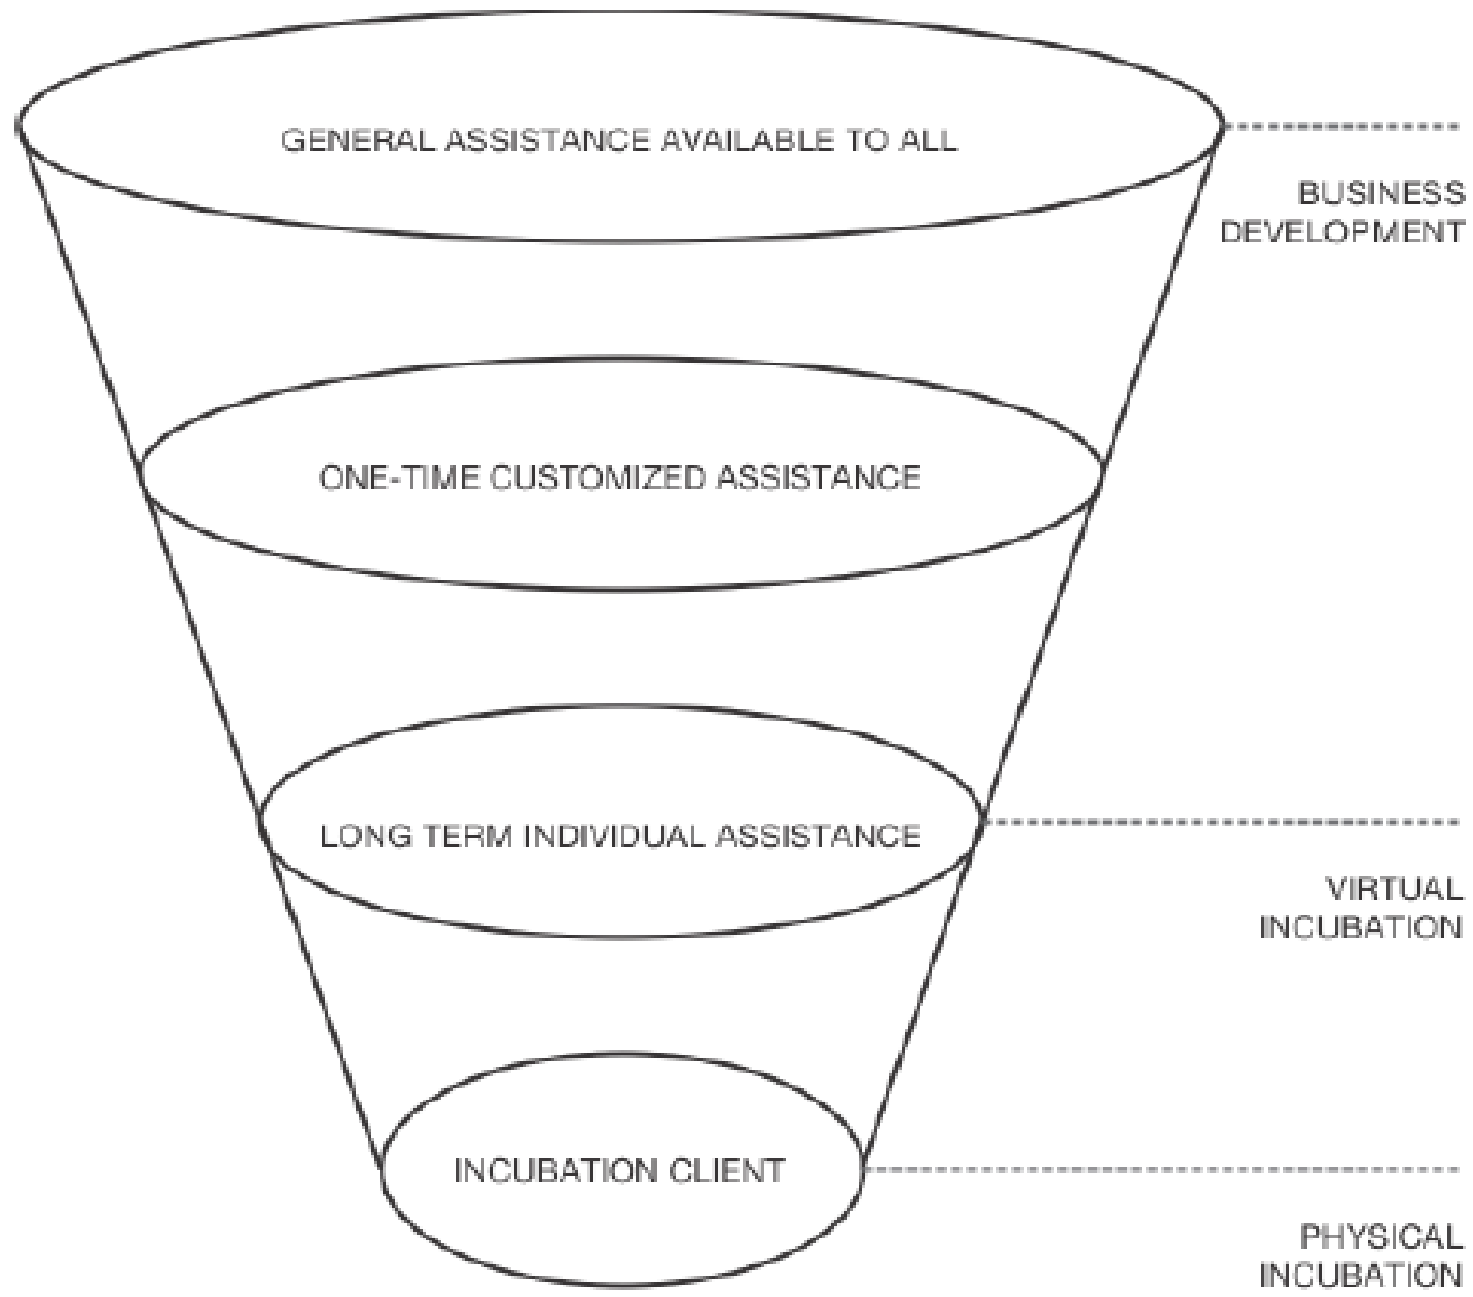 GENERAL ASSISTANCE AVAILABLE TO ALL
BUSINESS
DEVELOPMENT
ONE-TIME CUSTOMIZED ASSISTANCE
LONG TERM INDIVIDUAL ASSISTANCE
VIRTUAL
INCUBATION
INCUBATION CLIENT
PHYSICAL
INCUBATION